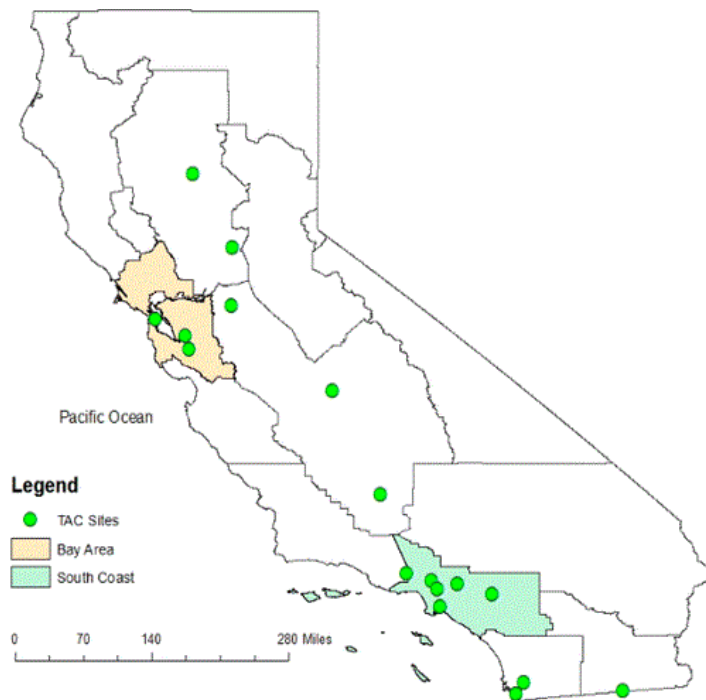 Pacific Ocean
Legend
TAC Sites
Bay Area
South Coast
0 70 140 280 Miles